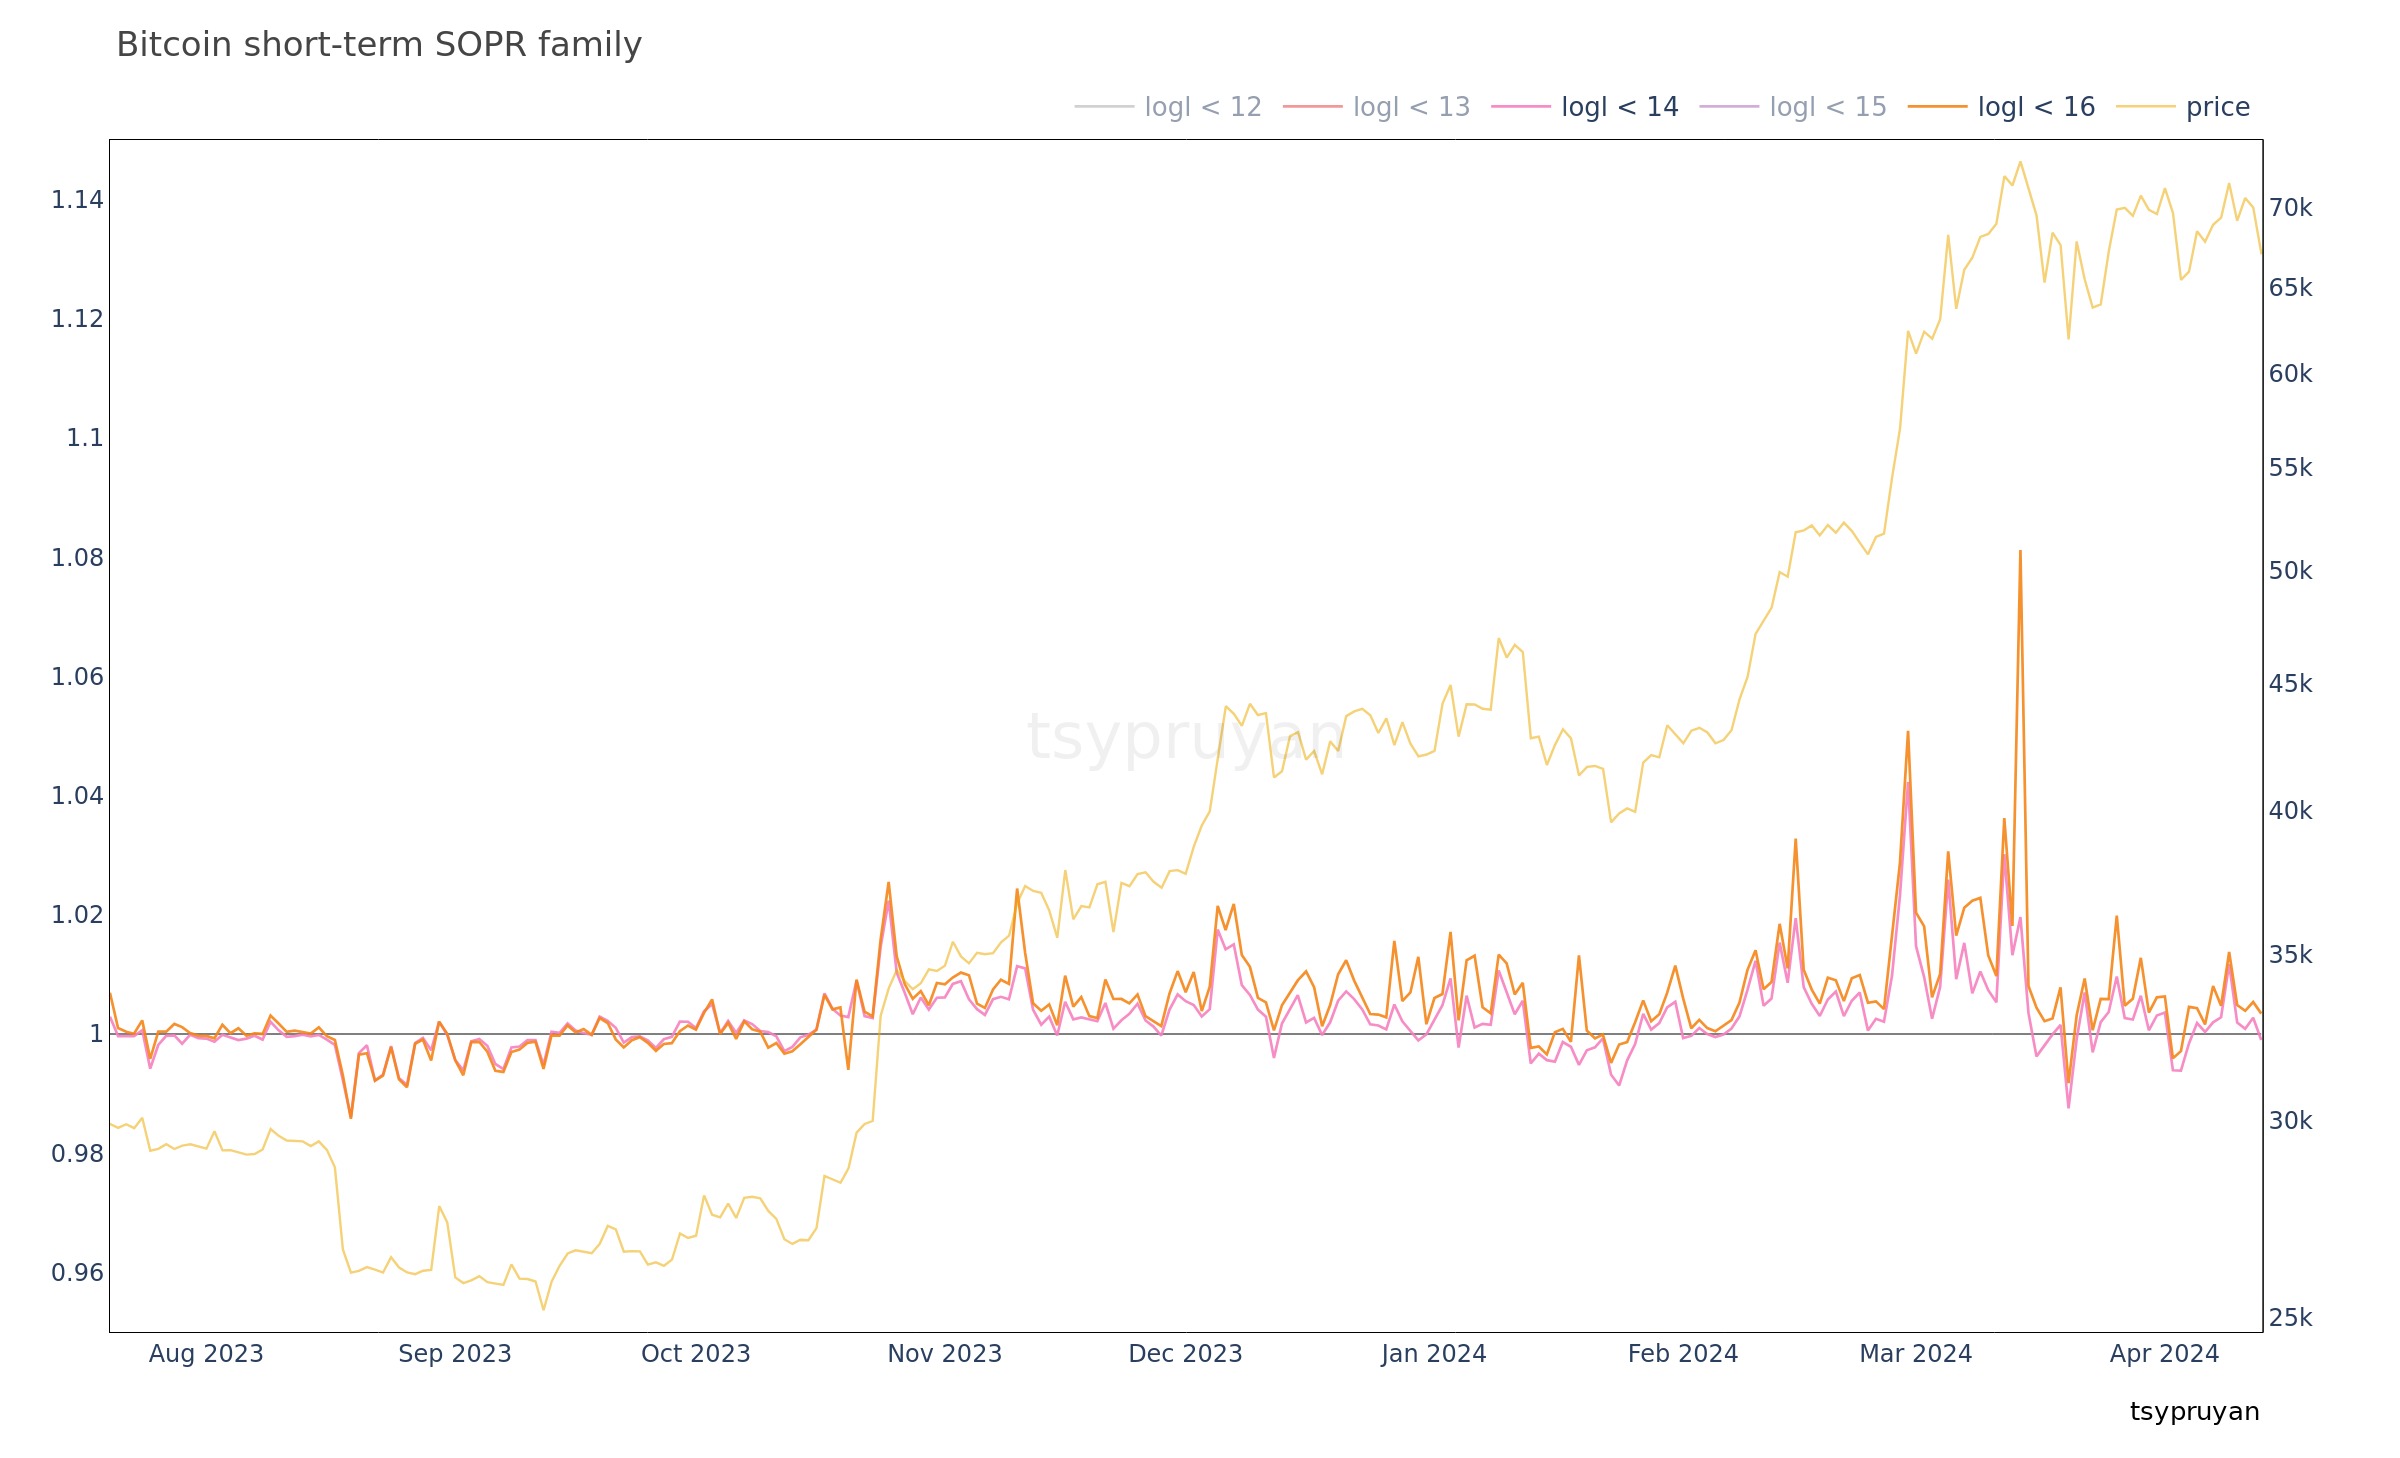 Bitcoin short-term SOPR family
logl < 12 logl < 13 logl < 14 logl < 15 logl < 16 price
1.14
1.12
1.1
1.08
1.06
1.04
1.02
1
0.98
0.96
70k
65k
60k
55k
50k
45k
40k
35k
30k
25k
tsypruyan
Aug 2023 Sep 2023 Oct 2023 Nov 2023 Dec 2023 Jan 2024 Feb 2024 Mar 2024 Apr 2024
tsypruyan